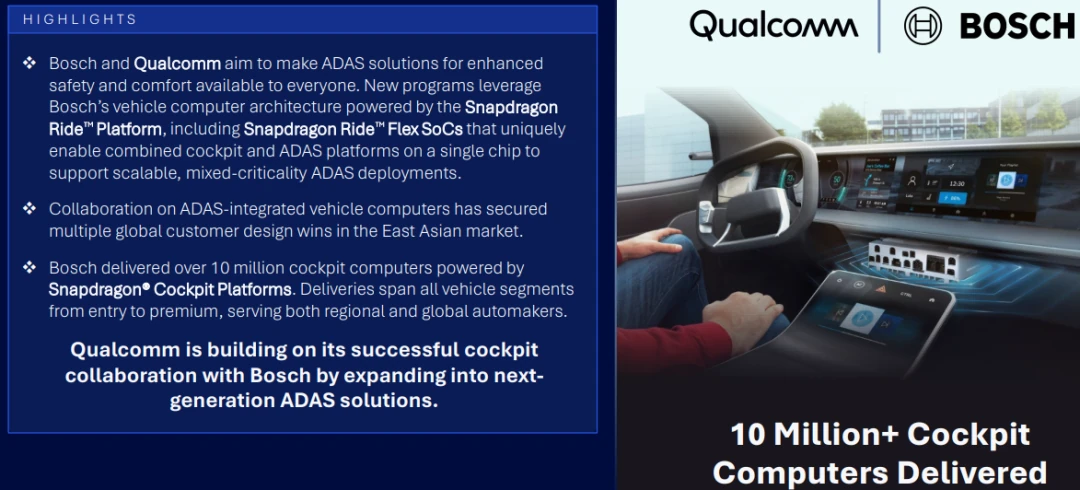 HIGHLIGHTS
❖ Bosch and Qualcomm aim to make ADAS solutions for enhanced
safety and comfort available to everyone. New programs leverage
Bosch's vehicle computer architecture powered by the Snapdragon
Ride™ Platform, including Snapdragon Ride™ Flex SoCs that uniquely
enable combined cockpit and ADAS platforms on a single chip to
support scalable, mixed-criticality ADAS deployments.
❖ Collaboration on ADAS-integrated vehicle computers has secured
multiple global customer design wins in the East Asian market.
❖ Bosch delivered over 10 million cockpit computers powered by
Snapdragon® Cockpit Platforms. Deliveries span all vehicle segments
from entry to premium, serving both regional and global automakers.
Qualcomm is building on its successful cockpit
collaboration with Bosch by expanding into next-
generation ADAS solutions.
Qualcomm
BOSCH
12:00
10 Million+ Cockpit
Computers Delivered